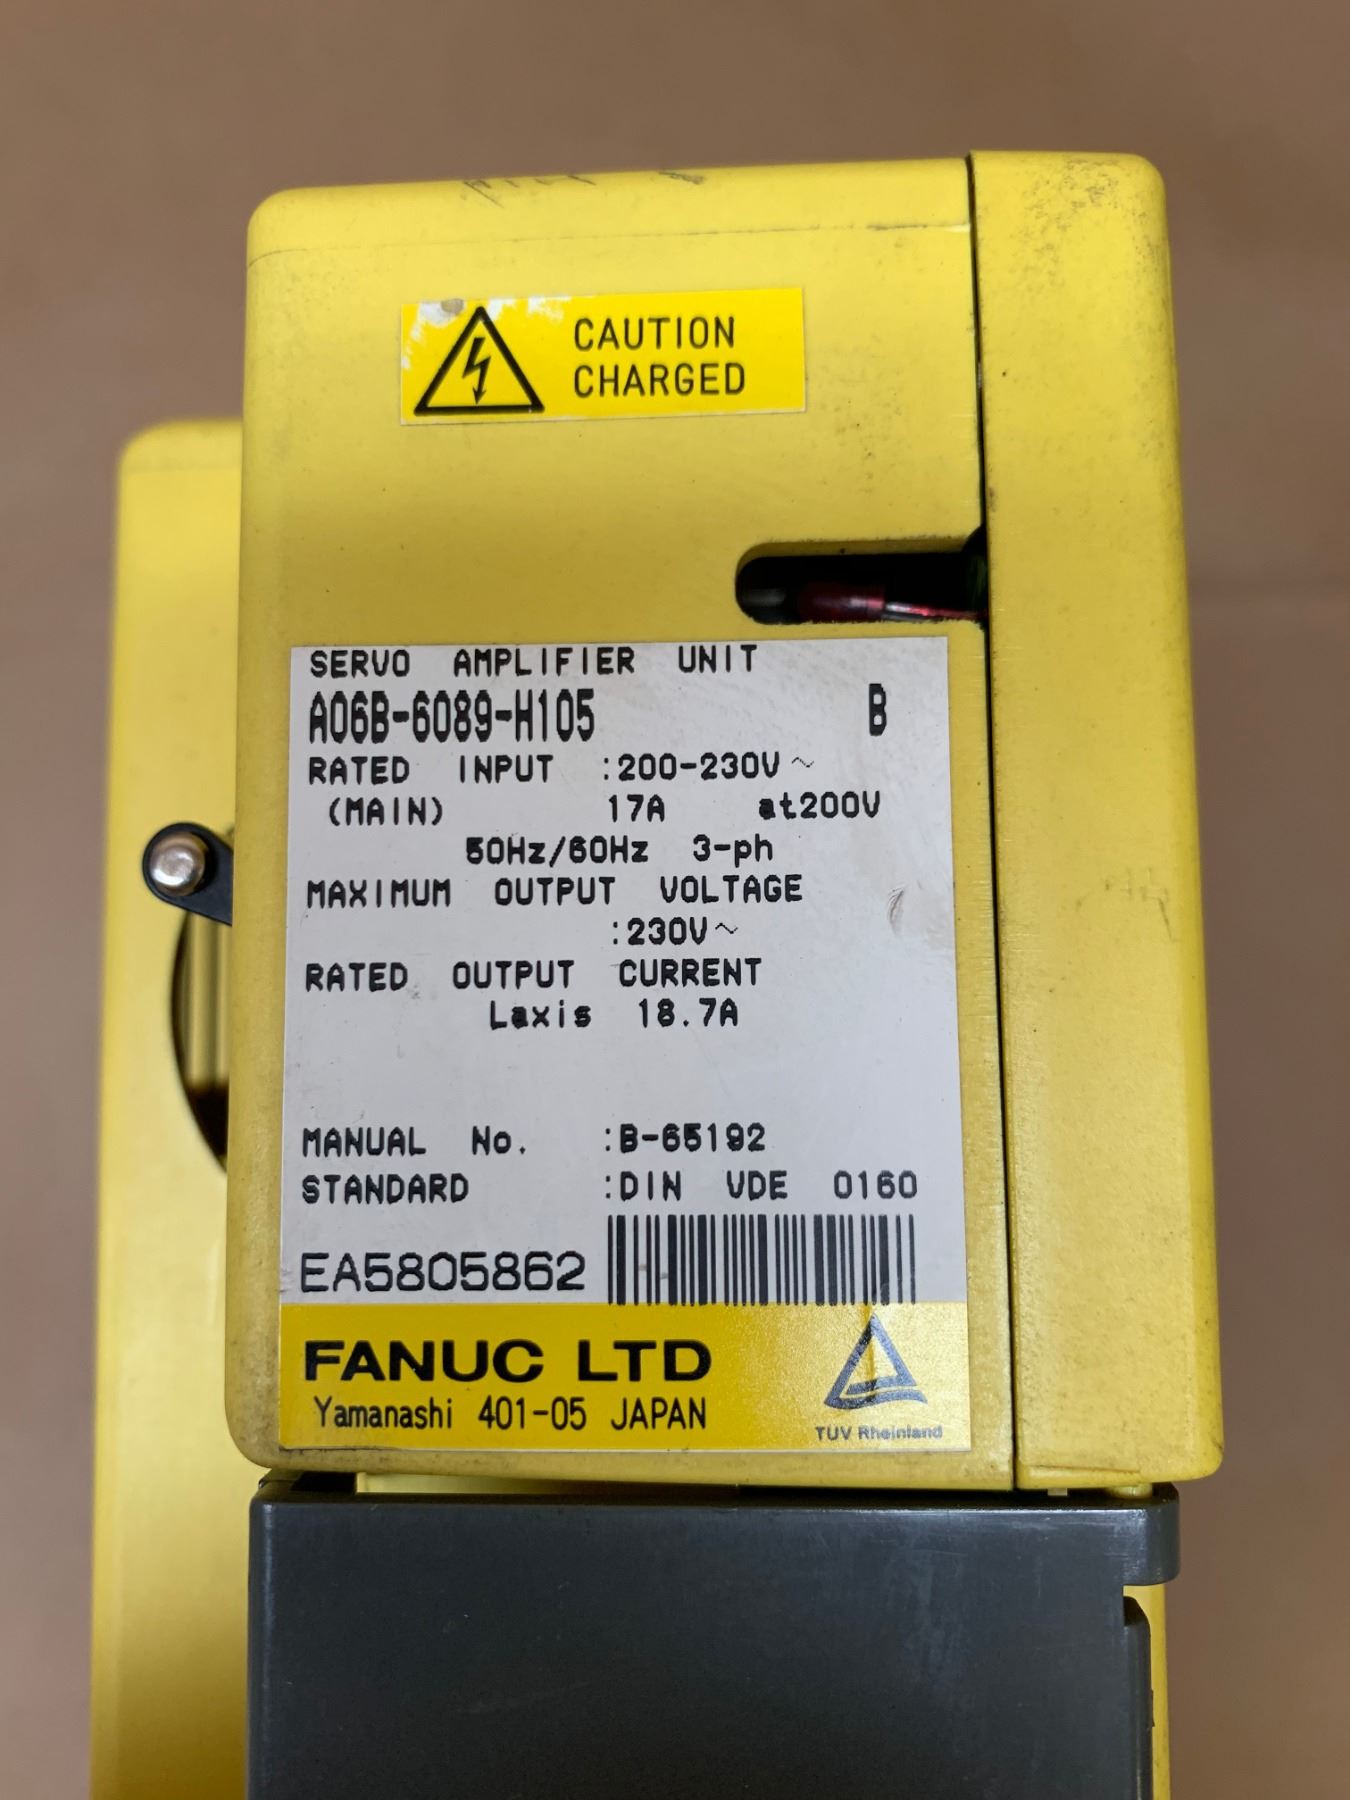 CAUTION
CHARGED
SERVO AMPLIFIER UNIT
A06B-6089-H105 B
RATED INPUT :200-230V~
(MAIN) 17A at200V
50Hz/60Hz 3-ph
MAXIMUM OUTPUT VOLTAGE
:230V~
RATED OUTPUT CURRENT
Laxis 18.7A
MANUAL No. :B-65192
STANDARD :DIN VDE 0160
EA5805862
FANUC LTD
Yamanashi 401-05 JAPAN
TUV Rheinland